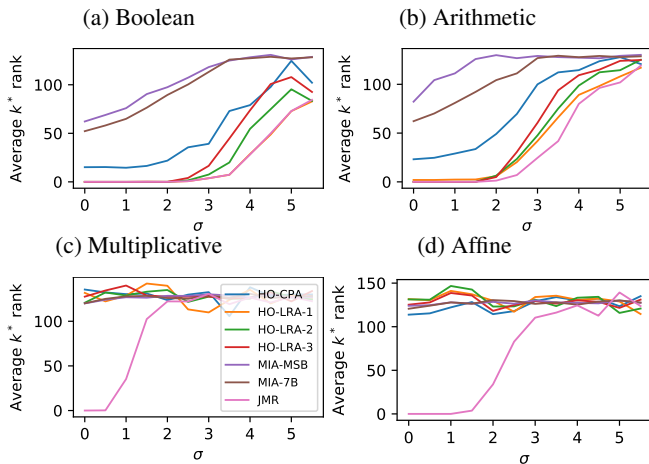 (a) Boolean
(b) Arithmetic
Average k* rank
100
50
0
0 1 2 3 4 5
σ
Average k* rank
100
50
0
0 1 2 3 4 5
σ
(c) Multiplicative
(d) Affine
Average k* rank
100
50
0
0 1 2 3 4 5
σ
HO-CPA
HO-LRA-1
HO-LRA-2
HO-LRA-3
MIA-MSB
MIA-7B
JMR
Average k* rank
150
100
50
0
0 1 2 3 4 5
σ